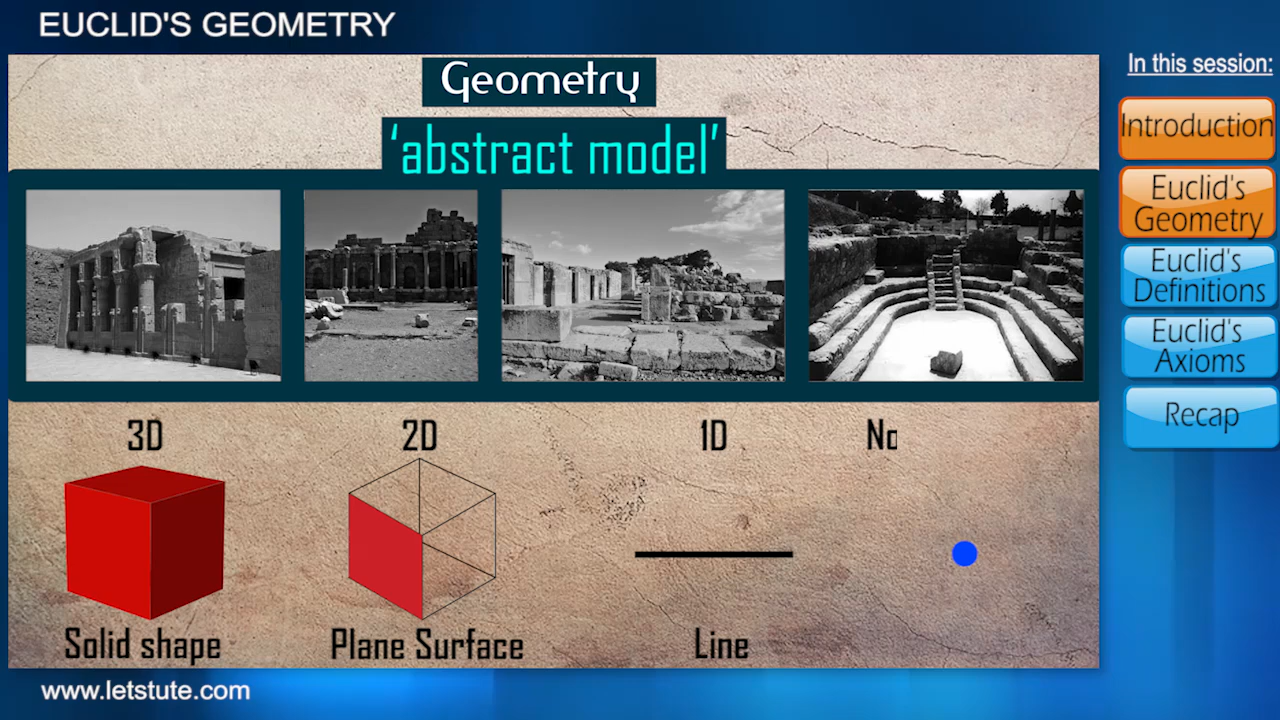 EUCLID'S GEOMETRY
Geometry
'abstract model'
3D
2D
1D
No
Solid shape
Plane Surface
Line
www.letstute.com
In this session:
Introduction
Euclid's
Geometry
Euclid's
Definitions
Euclid's
Axioms
Recap